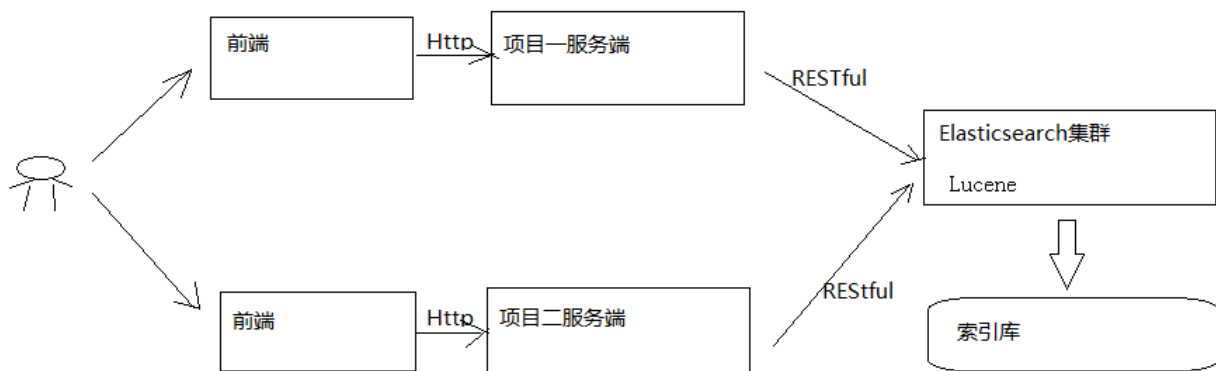 前端
Http
项目一服务端
RESTful
Elasticsearch集群
Lucene
前端
Http
项目二服务端
REStful
索引库